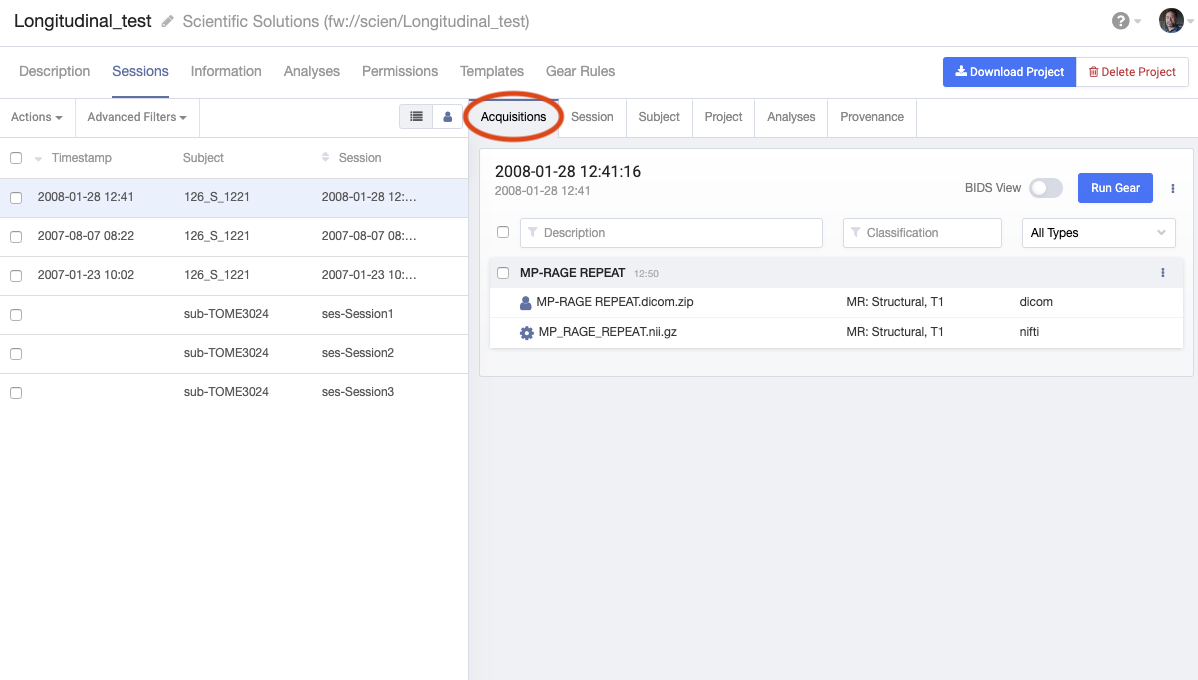 Longitudinal_test Scientific Solutions (fw://scien/Longitudinal_test) ?
Description Sessions Information Analyses Permissions Templates Gear Rules Download Project Delete Project
Actions Advanced Filters Acquisitions Session Subject Project Analyses Provenance
Timestamp Subject Session
2008-01-28 12:41 126_S_1221 2008-01-28 12:...
2007-08-07 08:22 126_S_1221 2007-08-07 08:...
2007-01-23 10:02 126_S_1221 2007-01-23 10:...
sub-TOME3024 ses-Session1
sub-TOME3024 ses-Session2
sub-TOME3024 ses-Session3
2008-01-28 12:41:16
2008-01-28 12:41
BIDS View Run Gear
Description Classification All Types
MP-RAGE REPEAT 12:50
MP-RAGE REPEAT.dicom.zip MR: Structural, T1 dicom
MP_RAGE_REPEAT.nii.gz MR: Structural, T1 nifti